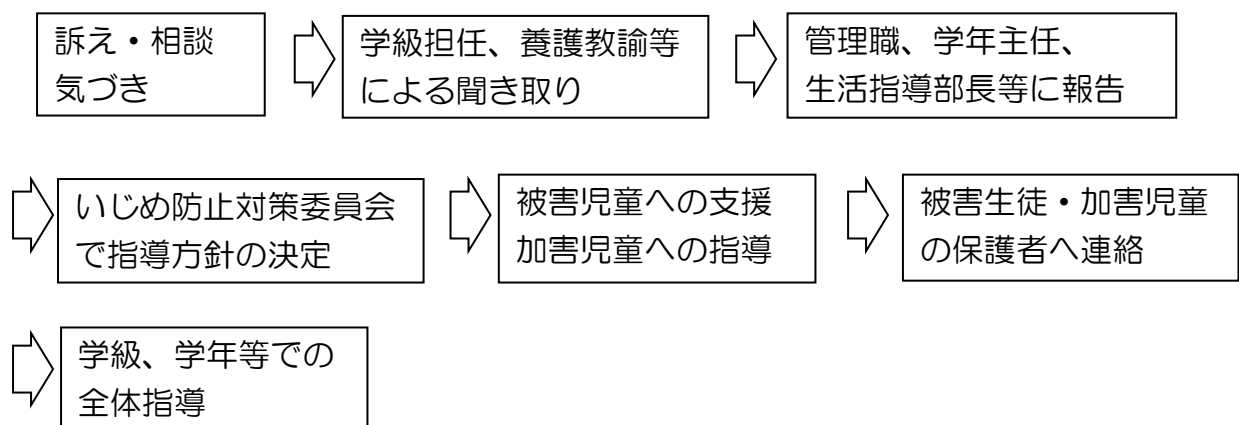 訴え・相談
気づき
学級担任、養護教諭等
による聞き取り
管理職、学年主任、
生活指導部長等に報告
いじめ防止対策委員会
で指導方針の決定
被害児童への支援
加害児童への指導
被害生徒・加害児童
の保護者へ連絡
学級、学年等での
全体指導